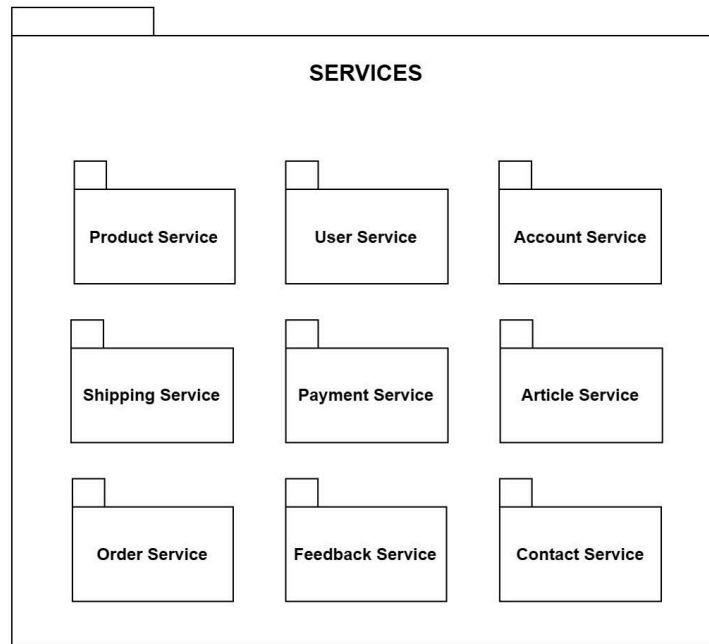 SERVICES
Product Service
User Service
Account Service
Shipping Service
Payment Service
Article Service
Order Service
Feedback Service
Contact Service